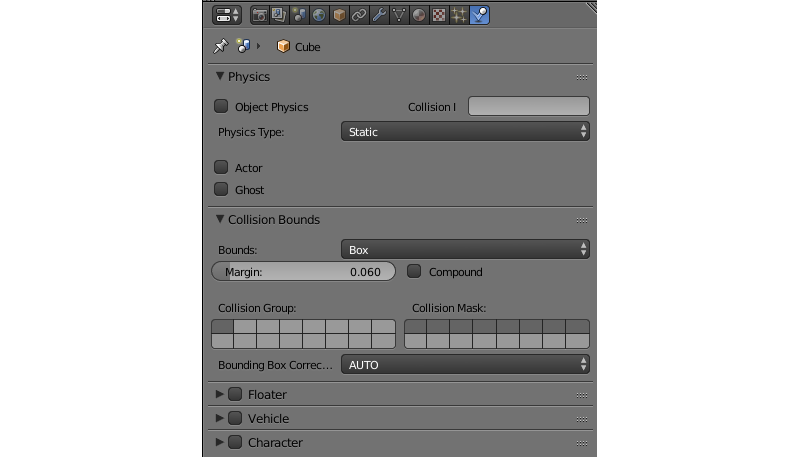 Cube
Physics
Object Physics Collision I
Physics Type: Static
Actor
Ghost
Collision Bounds
Bounds: Box
Margin: 0.060 Compound
Collision Group: Collision Mask:
Bounding Box Correc... AUTO
Floater
Vehicle
Character